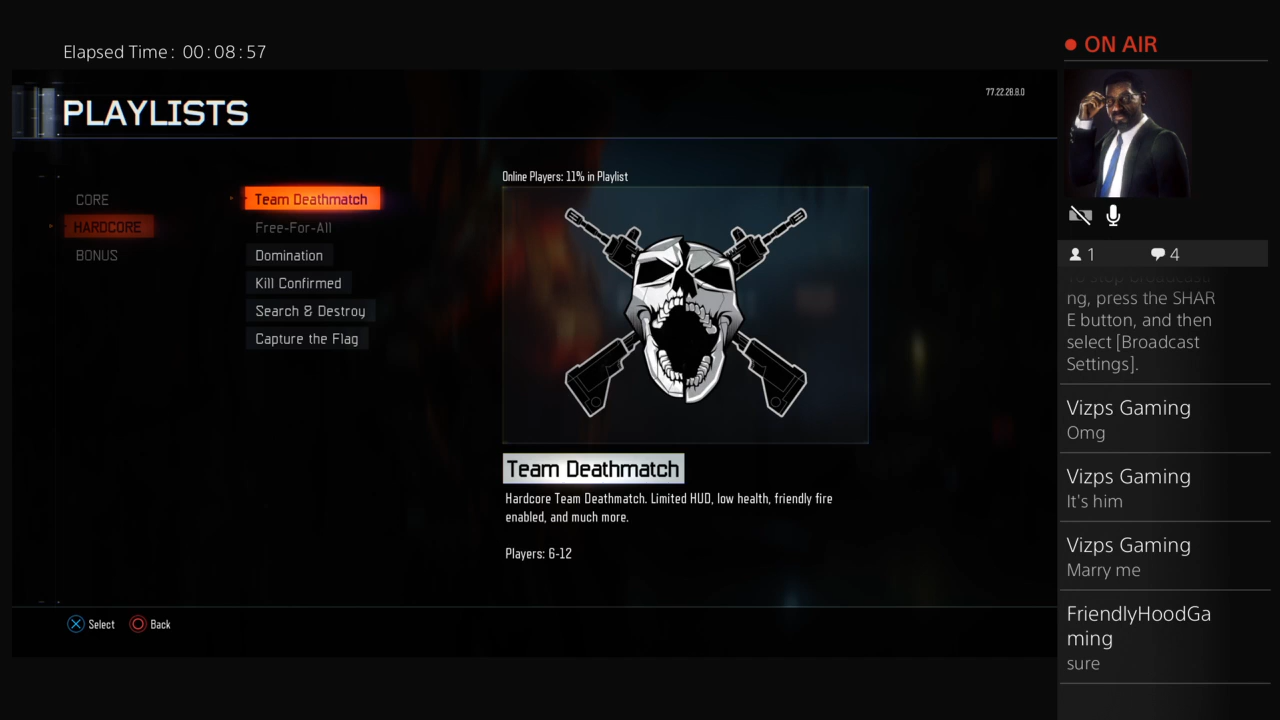 Elapsed Time: 00:08:57
ON AIR
PLAYLISTS
77.22.28.8.0
CORE
HARDCORE
BONUS
Team Deathmatch
Free-For-All
Domination
Kill Confirmed
Search & Destroy
Capture the Flag
Online Players: 11% in Playlist
Team Deathmatch
Hardcore Team Deathmatch. Limited HUD, low health, friendly fire
enabled, and much more.
Players: 6-12
Select
Back
1
4
To stop broadcasti
ng, press the SHAR
E button, and then
select [Broadcast
Settings].
Vizps Gaming
Omg
Vizps Gaming
It's him
Vizps Gaming
Marry me
FriendlyHoodGa
ming
sure